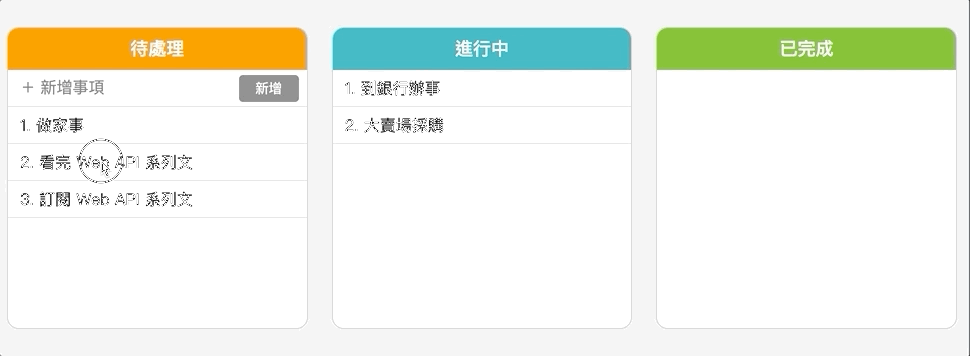 待處理
+ 新增事項
新增
1. 做家事
2. 看完 Web API 系列文
3. 訂閱 Web API 系列文
進行中
1. 到銀行辦事
2. 大賣場採購
已完成